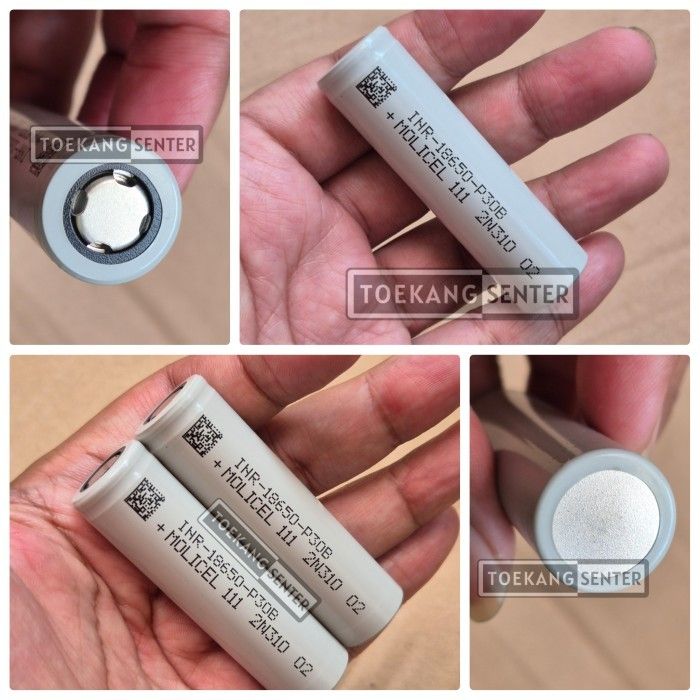 TOEKANG SENTER
INR-18650-P30B
+ MOLICEL 111 2N310 02
TOEKANG SENTER
INR-18650-P30B
+ MOLICEL 111 2N310 02
INR-18650-P30B
+ MOLICEL 111 2N310 02
TOEKANG SENTER
TOEKANG SENTER